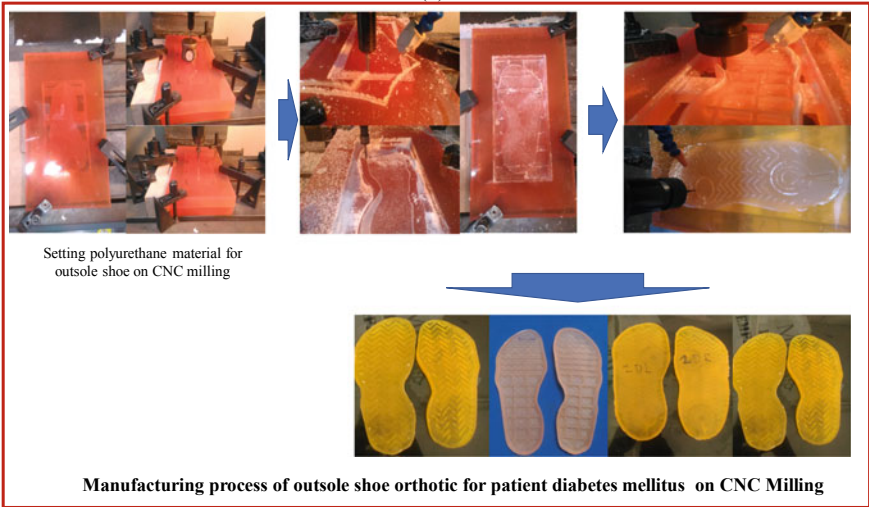 Setting polyurethane material for
outsole shoe on CNC milling
Manufacturing process of outsole shoe orthotic for patient diabetes mellitus on CNC Milling